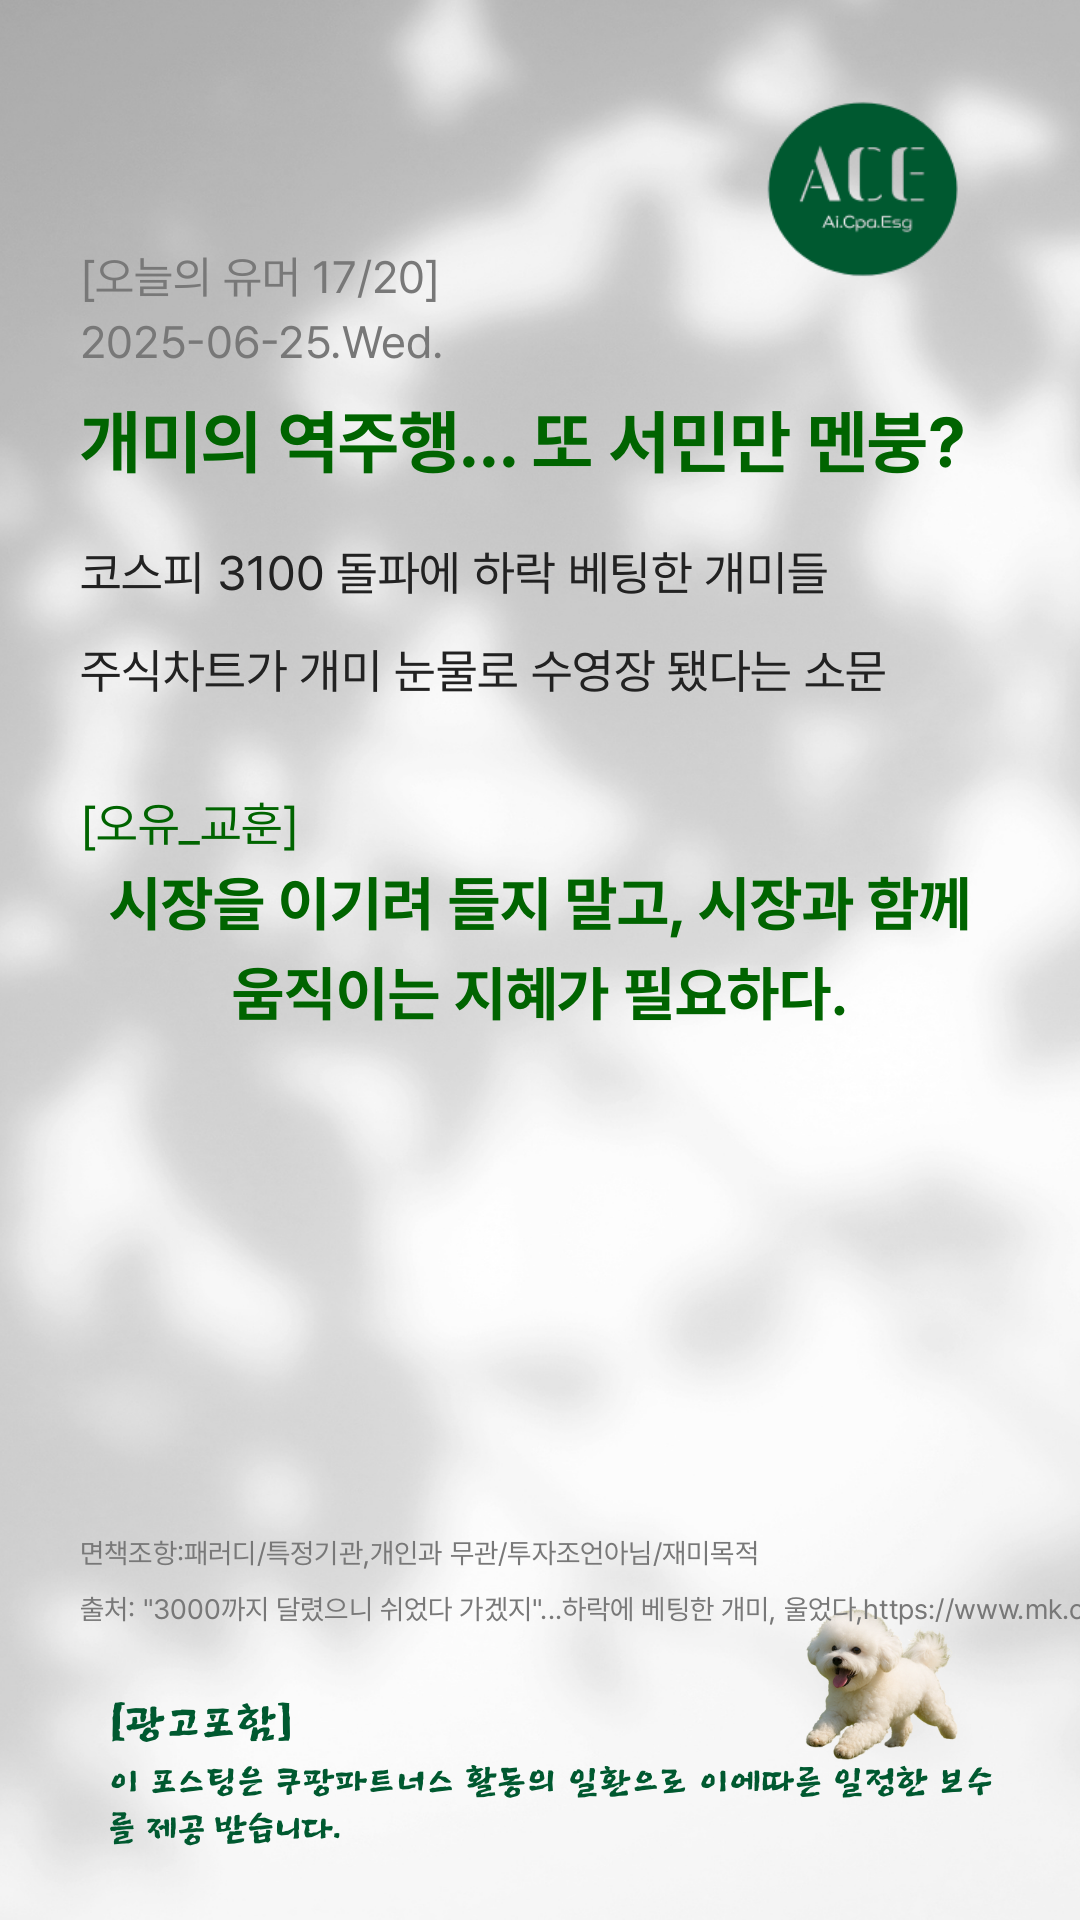 ACE
Ai.Cpa.Esg
[오늘의 유머 17/20]
2025-06-25.Wed.
개미의 역주행... 또 서민만 멘붕?
코스피 3100 돌파에 하락 베팅한 개미들
주식차트가 개미 눈물로 수영장 됐다는 소문
[오유_교훈]
시장을 이기려 들지 말고, 시장과 함께
움직이는 지혜가 필요하다.
면책조항:패러디/특정기관,개인과 무관/투자조언아님/재미목적
출처: "3000까지 달렸으니 쉬었다 가겠지"...하락에 베팅한 개미, 울었다,https://www.mk.c
[광고포함]
이 포스팅은 쿠팡파트너스 활동의 일환으로 이에따른 일정한 보수
를 제공 받습니다.